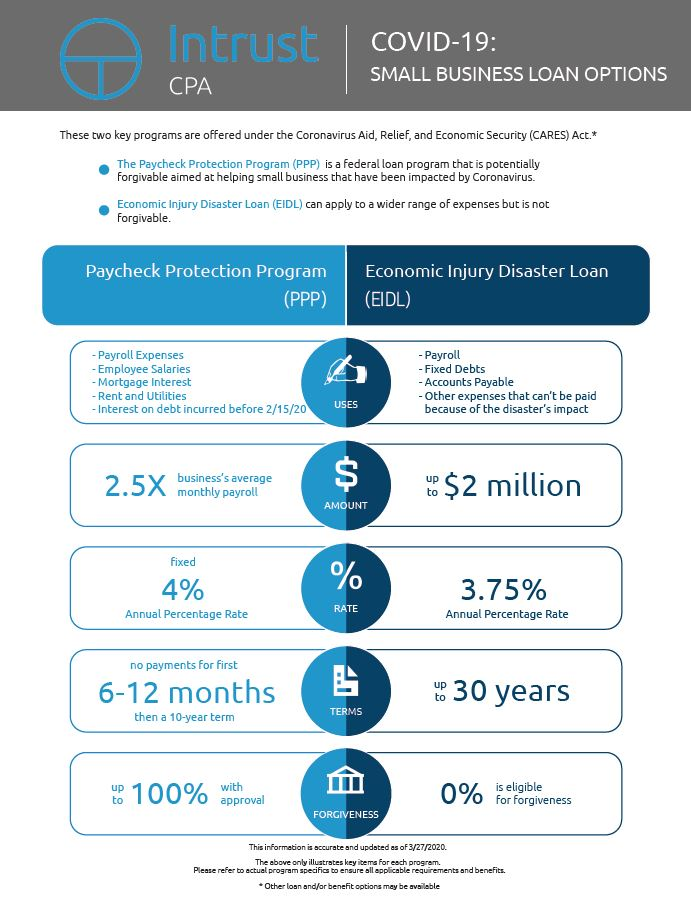 Intrust
CPA
COVID-19:
SMALL BUSINESS LOAN OPTIONS
These two key programs are offered under the Coronavirus Aid, Relief, and Economic Security (CARES) Act.*
The Paycheck Protection Program (PPP) is a federal loan program that is potentially
forgivable aimed at helping small business that have been impacted by Coronavirus.
Economic Injury Disaster Loan (EIDL) can apply to a wider range of expenses but is not
forgivable.
Paycheck Protection Program
(PPP)
Economic Injury Disaster Loan
(EIDL)
- Payroll Expenses
- Employee Salaries
- Mortgage Interest
- Rent and Utilities
- Interest on debt incurred before 2/15/20
USES
- Payroll
- Fixed Debts
- Accounts Payable
- Other expenses that can't be paid
because of the disaster's impact
2.5X
business's average
monthly payroll
$
AMOUNT
up
to
$2 million
fixed
4%
Annual Percentage Rate
%
RATE
3.75%
Annual Percentage Rate
no payments for first
6-12 months
then a 10-year term
TERMS
up
to
30 years
up
to
100%
with
approval
FORGIVENESS
0%
is eligible
for forgiveness
This information is accurate and updated as of 3/27/2020.
The above only illustrates key items for each program.
Please refer to actual program specifics to ensure all applicable requirements and benefits.
* Other loan and/or benefit options may be available